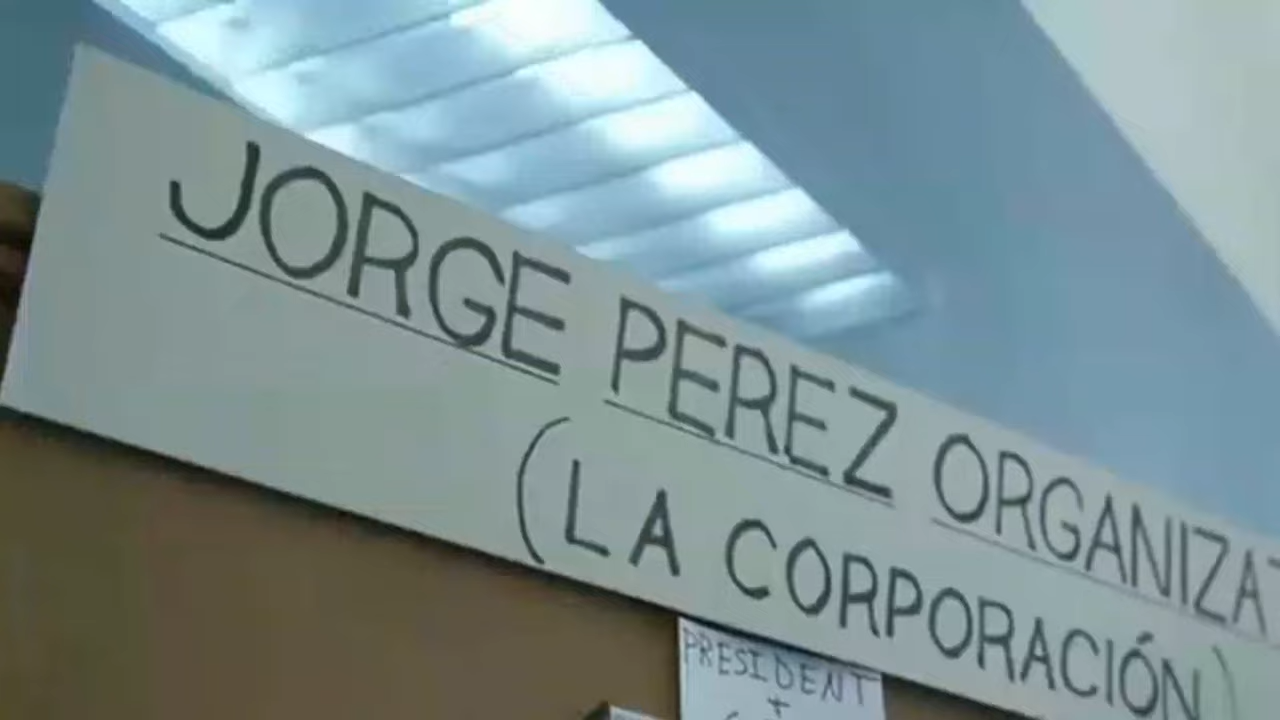 JORGE PEREZ ORGANIZAT
(LA CORPORACIÓN)
PRESIDENT
+